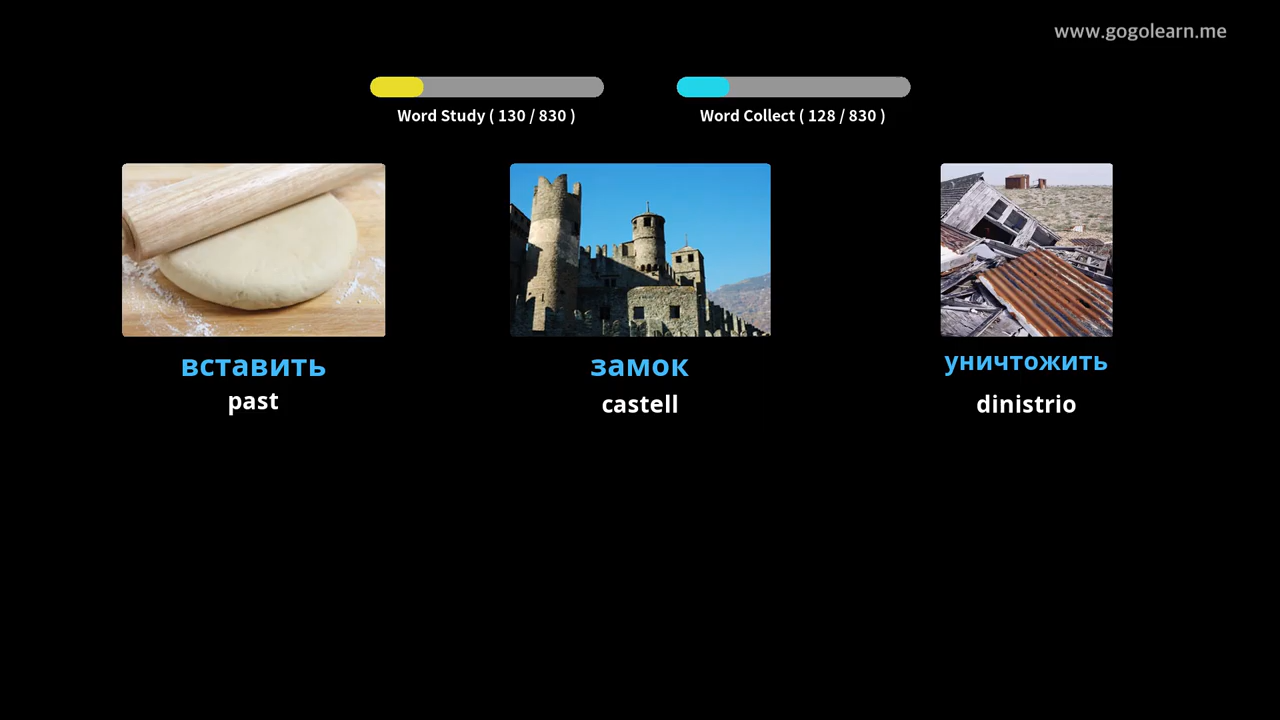 www.gogolearn.me
Word Study ( 130 / 830 )
Word Collect ( 128 / 830 )
вставить
past
замок
castell
уничтожить
dinistrio